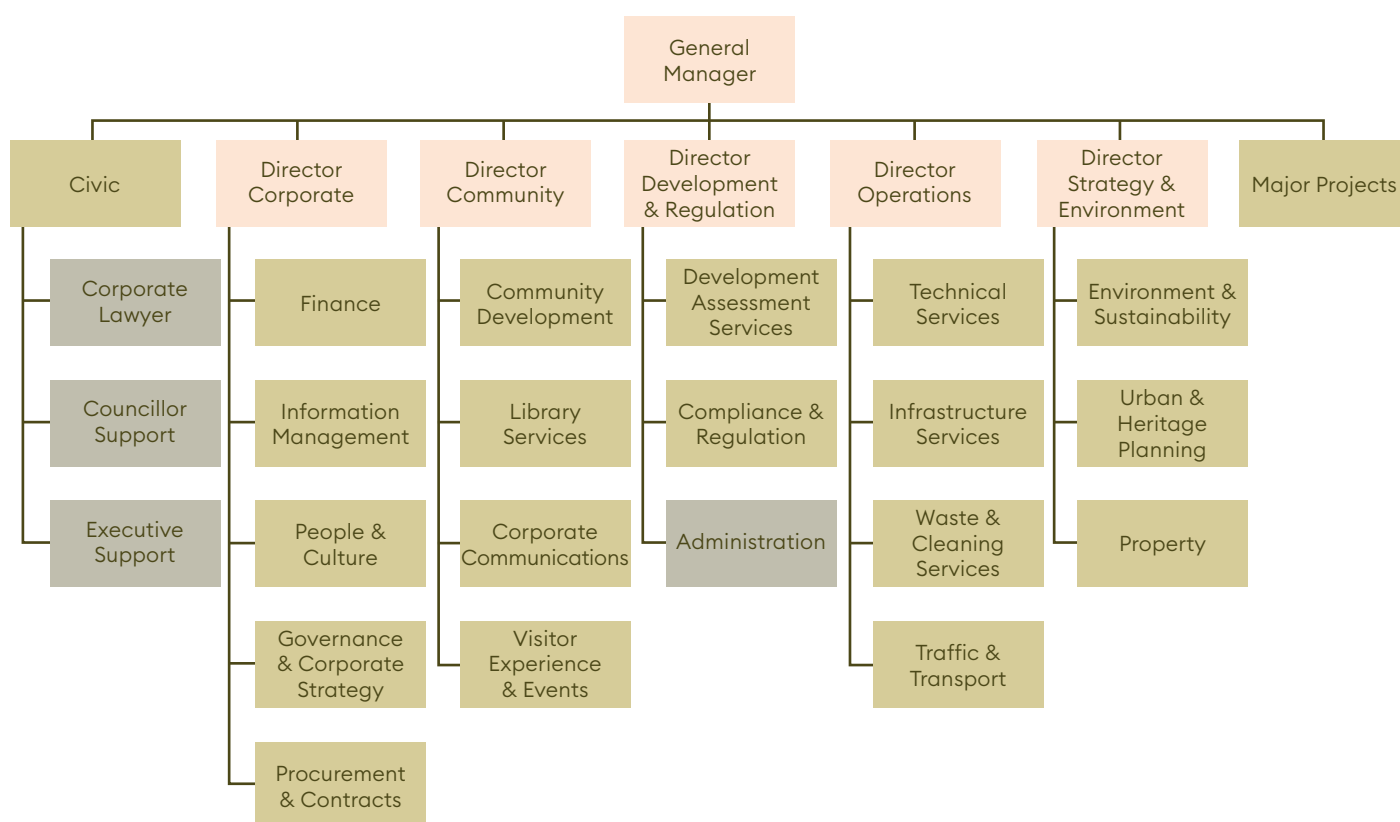 General
Manager
Civic
Director
Corporate
Director
Community
Director
Development
& Regulation
Director
Operations
Director
Strategy &
Environment
Major Projects
Corporate
Lawyer
Councillor
Support
Executive
Support
Finance
Information
Management
People &
Culture
Governance
& Corporate
Strategy
Procurement
& Contracts
Community
Development
Library
Services
Corporate
Communications
Visitor
Experience
& Events
Development
Assessment
Services
Compliance &
Regulation
Administration
Technical
Services
Infrastructure
Services
Waste &
Cleaning
Services
Traffic &
Transport
Environment &
Sustainability
Urban &
Heritage
Planning
Property